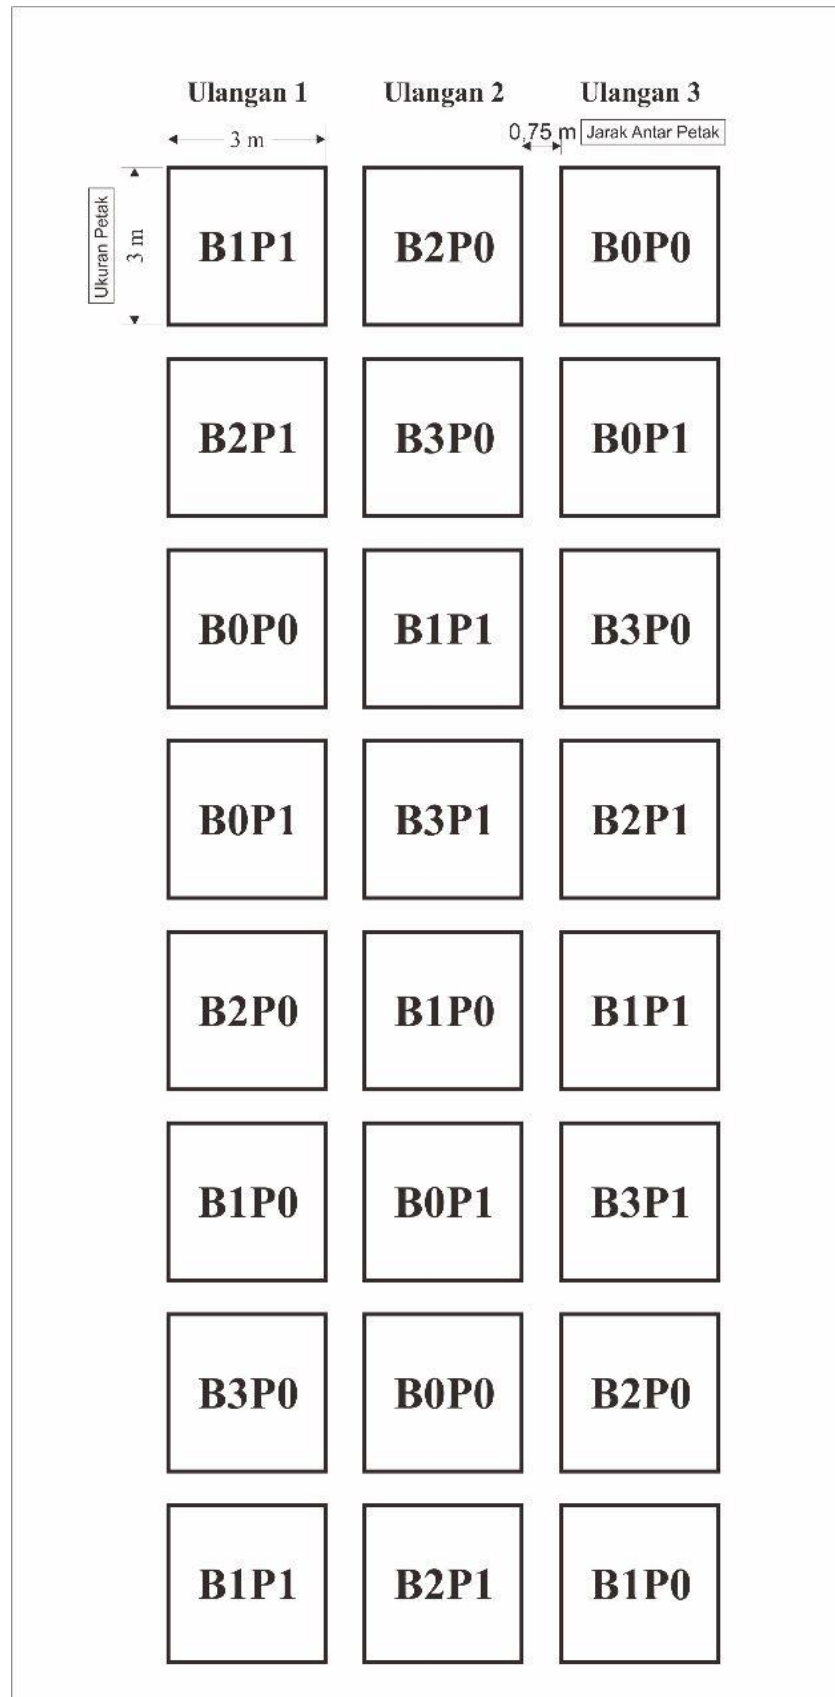 Ulangan 1 Ulangan 2 Ulangan 3
3 m 0,75 m Jarak Antar Petak
Ukuran Petak
3 m
B1P1 B2P0 B0P0
B2P1 B3P0 B0P1
B0P0 B1P1 B3P0
B0P1 B3P1 B2P1
B2P0 B1P0 B1P1
B1P0 B0P1 B3P1
B3P0 B0P0 B2P0
B1P1 B2P1 B1P0